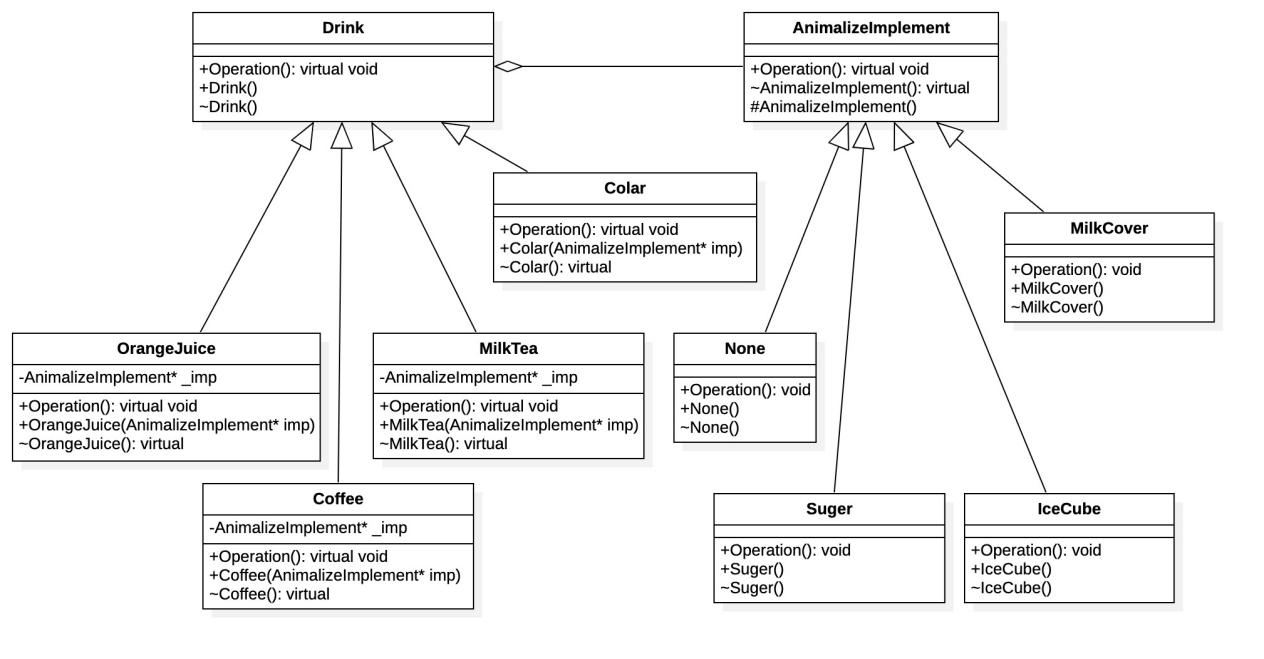 Drink
+Operation(): virtual void
+Drink()
~Drink()
AnimalizeImplement
+Operation(): virtual void
~AnimalizeImplement(): virtual
#AnimalizeImplement()
Colar
+Operation(): virtual void
+Colar(AnimalizeImplement* imp)
~Colar(): virtual
MilkCover
+Operation(): void
+MilkCover()
~MilkCover()
OrangeJuice
-AnimalizeImplement* _imp
+Operation(): virtual void
+OrangeJuice(AnimalizeImplement* imp)
~OrangeJuice(): virtual
MilkTea
-AnimalizeImplement* _imp
+Operation(): virtual void
+MilkTea(AnimalizeImplement* imp)
~MilkTea(): virtual
None
+Operation(): void
+None()
~None()
Coffee
-AnimalizeImplement* _imp
+Operation(): virtual void
+Coffee(AnimalizeImplement* imp)
~Coffee(): virtual
Suger
+Operation(): void
+Suger()
~Suger()
IceCube
+Operation(): void
+IceCube()
~IceCube()